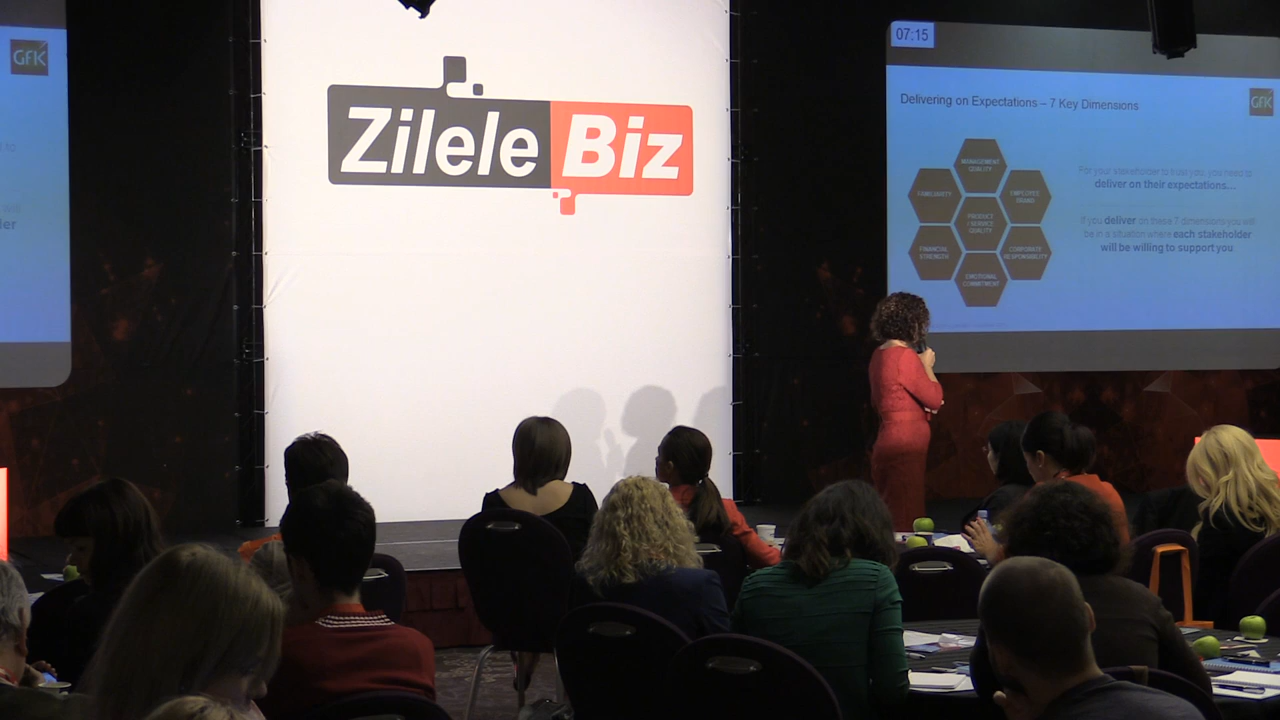 GfK
to
der
Zilele Biz
07:15
Delivering on Expectations – 7 Key Dimensions
GfK
MANAGEMENT
QUALITY
FAMILIARITY
EMPLOYER
BRAND
PRODUCT
/ SERVICE
QUALITY
FINANCIAL
STRENGTH
CORPORATE
RESPONSIBILITY
EMOTIONAL
COMMITMENT
For your stakeholder to trust you, you need to
deliver on their expectations...
If you deliver on these 7 dimensions you will
be in a situation where each stakeholder
will be willing to support you